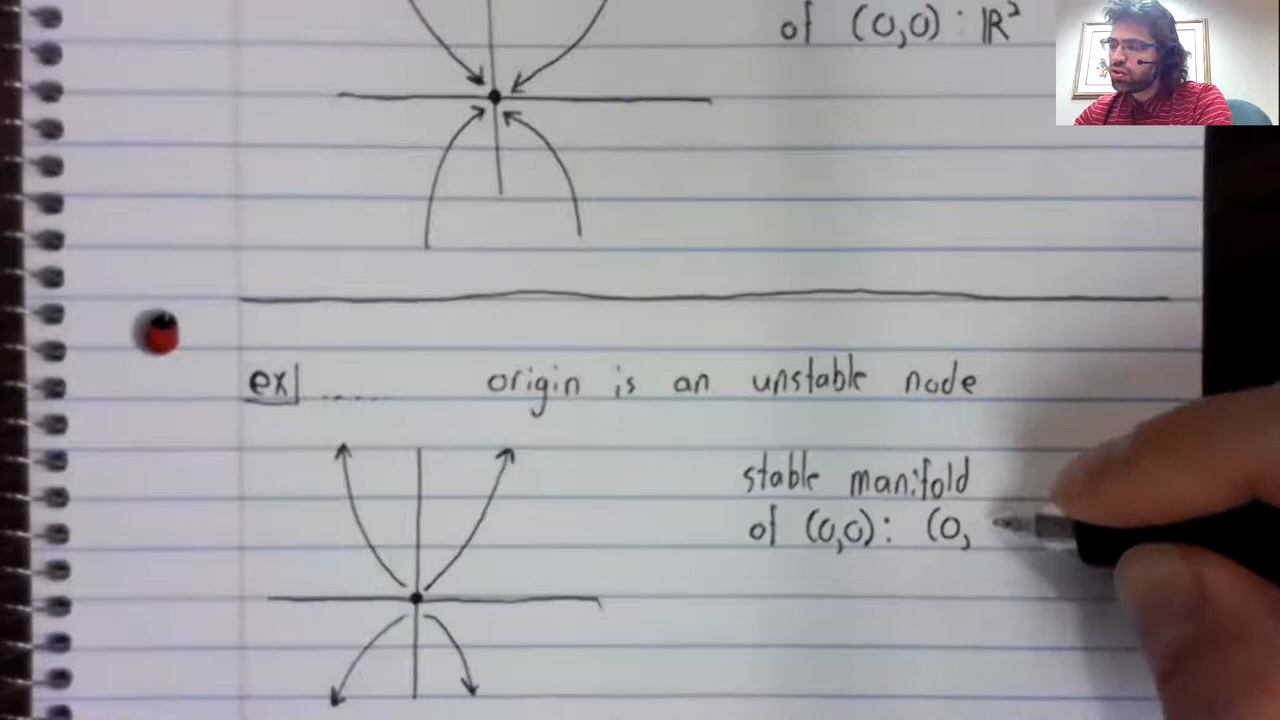 of (0,0) : ℝ²
ex ..... origin is an unstable node
stable manifold
of (0,0): (0,